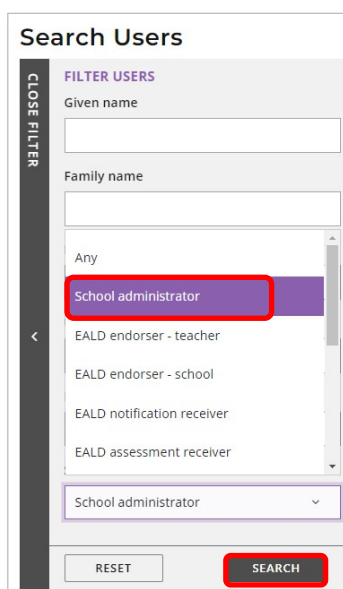 Search Users
CLOSE FILTER
FILTER USERS
Given name
Family name
Any
School administrator
EALD endorser - teacher
EALD endorser - school
EALD notification receiver
EALD assessment receiver
School administrator
RESET
SEARCH